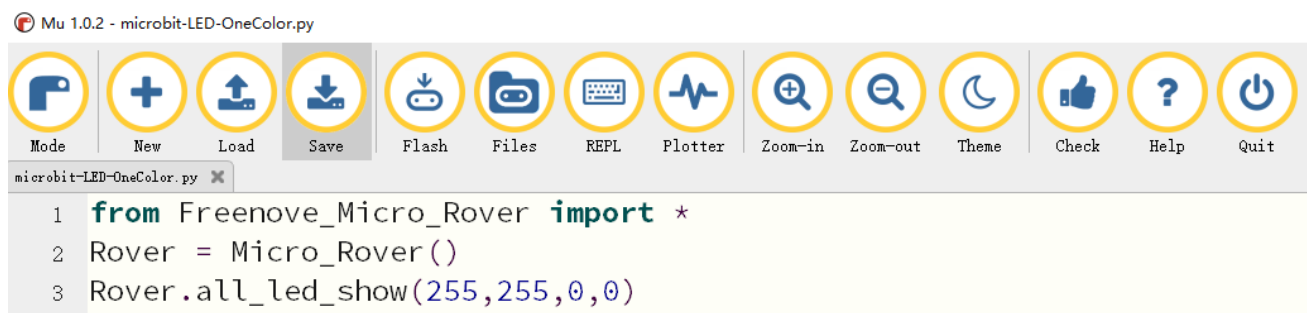 Mu 1.0.2 - microbit-LED-OneColor.py
Mode New Load Save Flash Files REPL Plotter Zoom-in Zoom-out Theme Check Help Quit
microbit-LED-OneColor.py
1 from Freenove_Micro_Rover import *
2 Rover = Micro_Rover()
3 Rover.all_led_show(255,255,0,0)